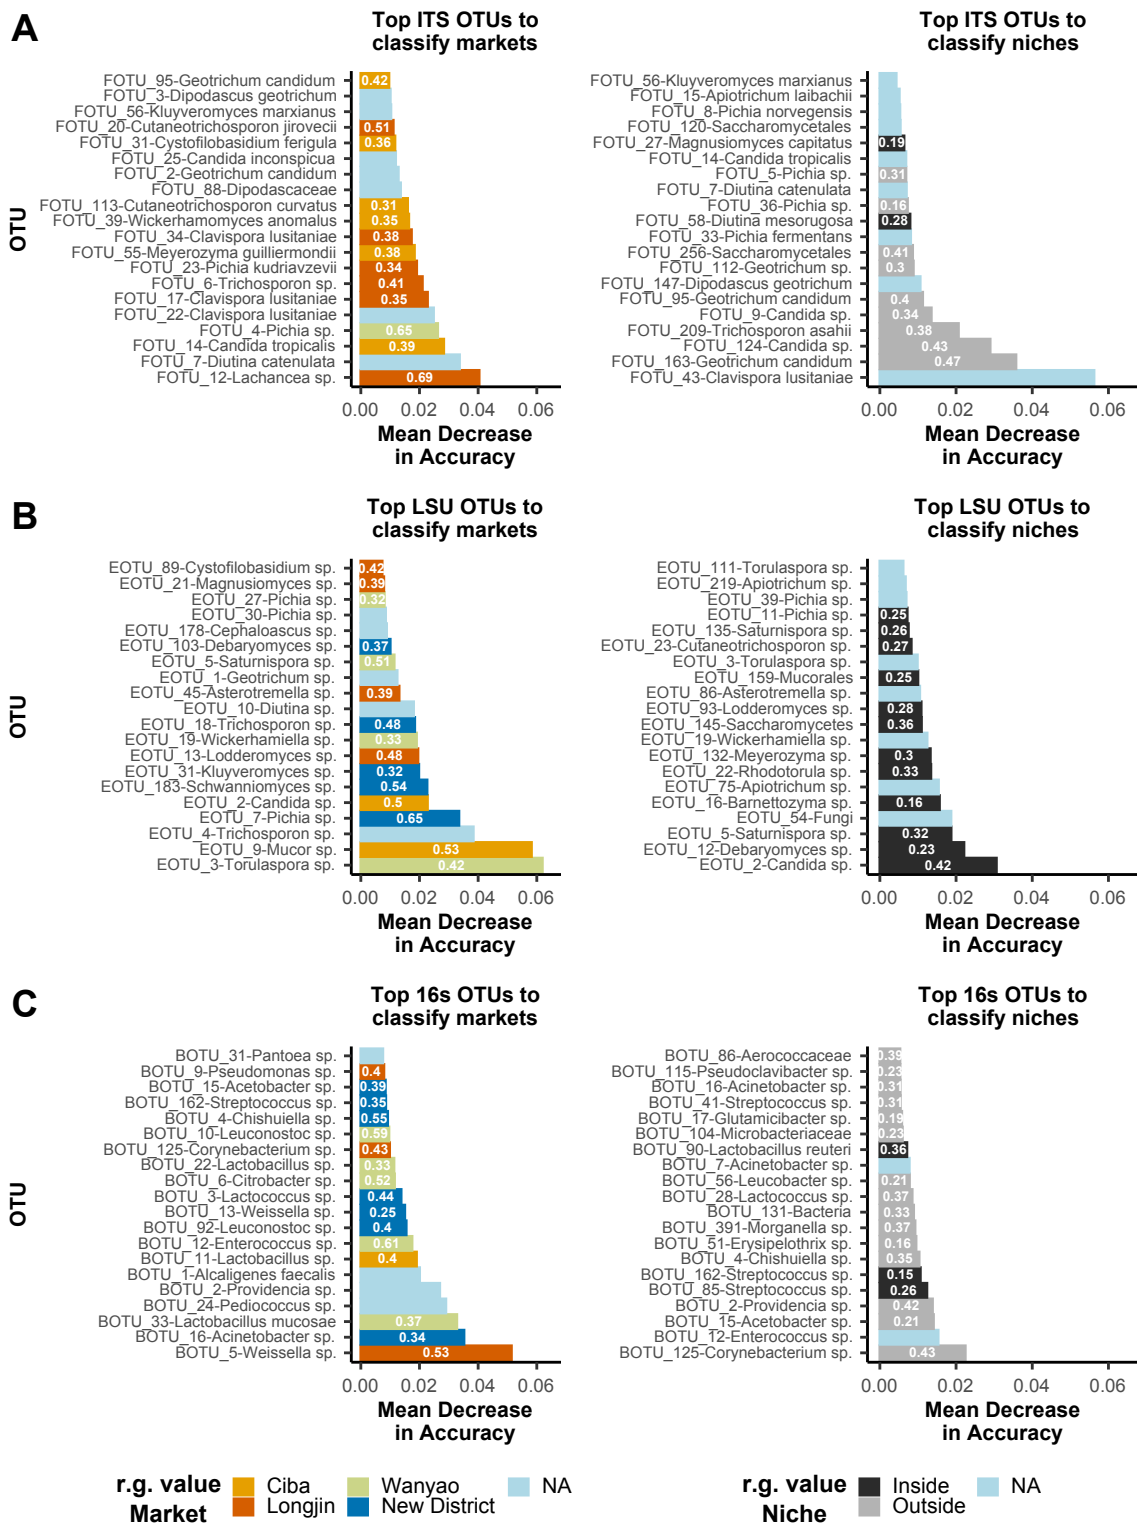 A
Top ITS OTUs to
classify markets
OTU
FOTU_95-Geotrichum candidum
FOTU_3-Dipodascus geotrichum
FOTU_56-Kluyveromyces marxianus
FOTU_20-Cutaneotrichosporon jirovecii
FOTU_31-Cystofilobasidium ferigula
FOTU_25-Candida inconspicua
FOTU_2-Geotrichum candidum
FOTU_88-Dipodascaceae
FOTU_113-Cutaneotrichosporon curvatus
FOTU_39-Wickerhamomyces anomalus
FOTU_34-Clavispora lusitaniae
FOTU_55-Meyerozyma guilliermondii
FOTU_23-Pichia kudriavzevii
FOTU_6-Trichosporon sp.
FOTU_17-Clavispora lusitaniae
FOTU_22-Clavispora lusitaniae
FOTU_4-Pichia sp.
FOTU_14-Candida tropicalis
FOTU_7-Diutina catenulata
FOTU_12-Lachancea sp.
0.42
0.51
0.36
0.31
0.35
0.38
0.38
0.34
0.41
0.35
0.65
0.39
0.69
0.00 0.02 0.04 0.06
Mean Decrease
in Accuracy
Top ITS OTUs to
classify niches
FOTU_56-Kluyveromyces marxianus
FOTU_15-Apiotrichum laibachii
FOTU_8-Pichia norvegensis
FOTU_120-Saccharomycetales
FOTU_27-Magnusiomyces capitatus
FOTU_14-Candida tropicalis
FOTU_5-Pichia sp.
FOTU_7-Diutina catenulata
FOTU_36-Pichia sp.
FOTU_58-Diutina mesorugosa
FOTU_33-Pichia fermentans
FOTU_256-Saccharomycetales
FOTU_112-Geotrichum sp.
FOTU_147-Dipodascus geotrichum
FOTU_95-Geotrichum candidum
FOTU_9-Candida sp.
FOTU_209-Trichosporon asahii
FOTU_124-Candida sp.
FOTU_163-Geotrichum candidum
FOTU_43-Clavispora lusitaniae
0.19
0.31
0.16
0.28
0.41
0.3
0.4
0.34
0.38
0.43
0.47
0.00 0.02 0.04 0.06
Mean Decrease
in Accuracy
B
Top LSU OTUs to
classify markets
OTU
EOTU_89-Cystofilobasidium sp.
EOTU_21-Magnusiomyces sp.
EOTU_27-Pichia sp.
EOTU_30-Pichia sp.
EOTU_178-Cephaloascus sp.
EOTU_103-Debaryomyces sp.
EOTU_5-Saturnispora sp.
EOTU_1-Geotrichum sp.
EOTU_45-Asterotremella sp.
EOTU_10-Diutina sp.
EOTU_18-Trichosporon sp.
EOTU_19-Wickerhamiella sp.
EOTU_13-Lodderomyces sp.
EOTU_31-Kluyveromyces sp.
EOTU_183-Schwanniomyces sp.
EOTU_2-Candida sp.
EOTU_7-Pichia sp.
EOTU_4-Trichosporon sp.
EOTU_9-Mucor sp.
EOTU_3-Torulaspora sp.
0.42
0.39
0.32
0.37
0.51
0.39
0.48
0.33
0.48
0.32
0.54
0.5
0.65
0.53
0.42
0.00 0.02 0.04 0.06
Mean Decrease
in Accuracy
Top LSU OTUs to
classify niches
EOTU_111-Torulaspora sp.
EOTU_219-Apiotrichum sp.
EOTU_39-Pichia sp.
EOTU_11-Pichia sp.
EOTU_135-Saturnispora sp.
EOTU_23-Cutaneotrichosporon sp.
EOTU_3-Torulaspora sp.
EOTU_159-Mucorales
EOTU_86-Asterotremella sp.
EOTU_93-Lodderomyces sp.
EOTU_145-Saccharomycetes
EOTU_19-Wickerhamiella sp.
EOTU_132-Meyerozyma sp.
EOTU_22-Rhodotorula sp.
EOTU_75-Apiotrichum sp.
EOTU_16-Barnettozyma sp.
EOTU_54-Fungi
EOTU_5-Saturnispora sp.
EOTU_12-Debaryomyces sp.
EOTU_2-Candida sp.
0.25
0.26
0.27
0.25
0.28
0.36
0.3
0.33
0.16
0.32
0.23
0.42
0.00 0.02 0.04 0.06
Mean Decrease
in Accuracy
C
Top 16s OTUs to
classify markets
OTU
BOTU_31-Pantoea sp.
BOTU_9-Pseudomonas sp.
BOTU_15-Acetobacter sp.
BOTU_162-Streptococcus sp.
BOTU_4-Chishuiella sp.
BOTU_10-Leuconostoc sp.
BOTU_125-Corynebacterium sp.
BOTU_22-Lactobacillus sp.
BOTU_6-Citrobacter sp.
BOTU_3-Lactococcus sp.
BOTU_13-Weissella sp.
BOTU_92-Leuconostoc sp.
BOTU_12-Enterococcus sp.
BOTU_11-Lactobacillus sp.
BOTU_1-Alcaligenes faecalis
BOTU_2-Providencia sp.
BOTU_24-Pediococcus sp.
BOTU_33-Lactobacillus mucosae
BOTU_16-Acinetobacter sp.
BOTU_5-Weissella sp.
0.4
0.39
0.35
0.55
0.59
0.43
0.33
0.52
0.44
0.25
0.4
0.61
0.4
0.37
0.34
0.53
0.00 0.02 0.04 0.06
Mean Decrease
in Accuracy
Top 16s OTUs to
classify niches
BOTU_86-Aerococcaceae
BOTU_115-Pseudoclavibacter sp.
BOTU_16-Acinetobacter sp.
BOTU_41-Streptococcus sp.
BOTU_17-Glutamicibacter sp.
BOTU_104-Microbacteriaceae
BOTU_90-Lactobacillus reuteri
BOTU_7-Acinetobacter sp.
BOTU_56-Leucobacter sp.
BOTU_28-Lactococcus sp.
BOTU_131-Bacteria
BOTU_391-Morganella sp.
BOTU_51-Erysipelothrix sp.
BOTU_4-Chishuiella sp.
BOTU_162-Streptococcus sp.
BOTU_85-Streptococcus sp.
BOTU_2-Providencia sp.
BOTU_15-Acetobacter sp.
BOTU_12-Enterococcus sp.
BOTU_125-Corynebacterium sp.
0.39
0.23
0.31
0.31
0.19
0.23
0.36
0.21
0.37
0.33
0.37
0.16
0.35
0.15
0.26
0.42
0.21
0.43
0.00 0.02 0.04 0.06
Mean Decrease
in Accuracy
r.g. value
Market
Ciba
Longjin
Wanyao
New District
NA
r.g. value
Niche
Inside
Outside
NA